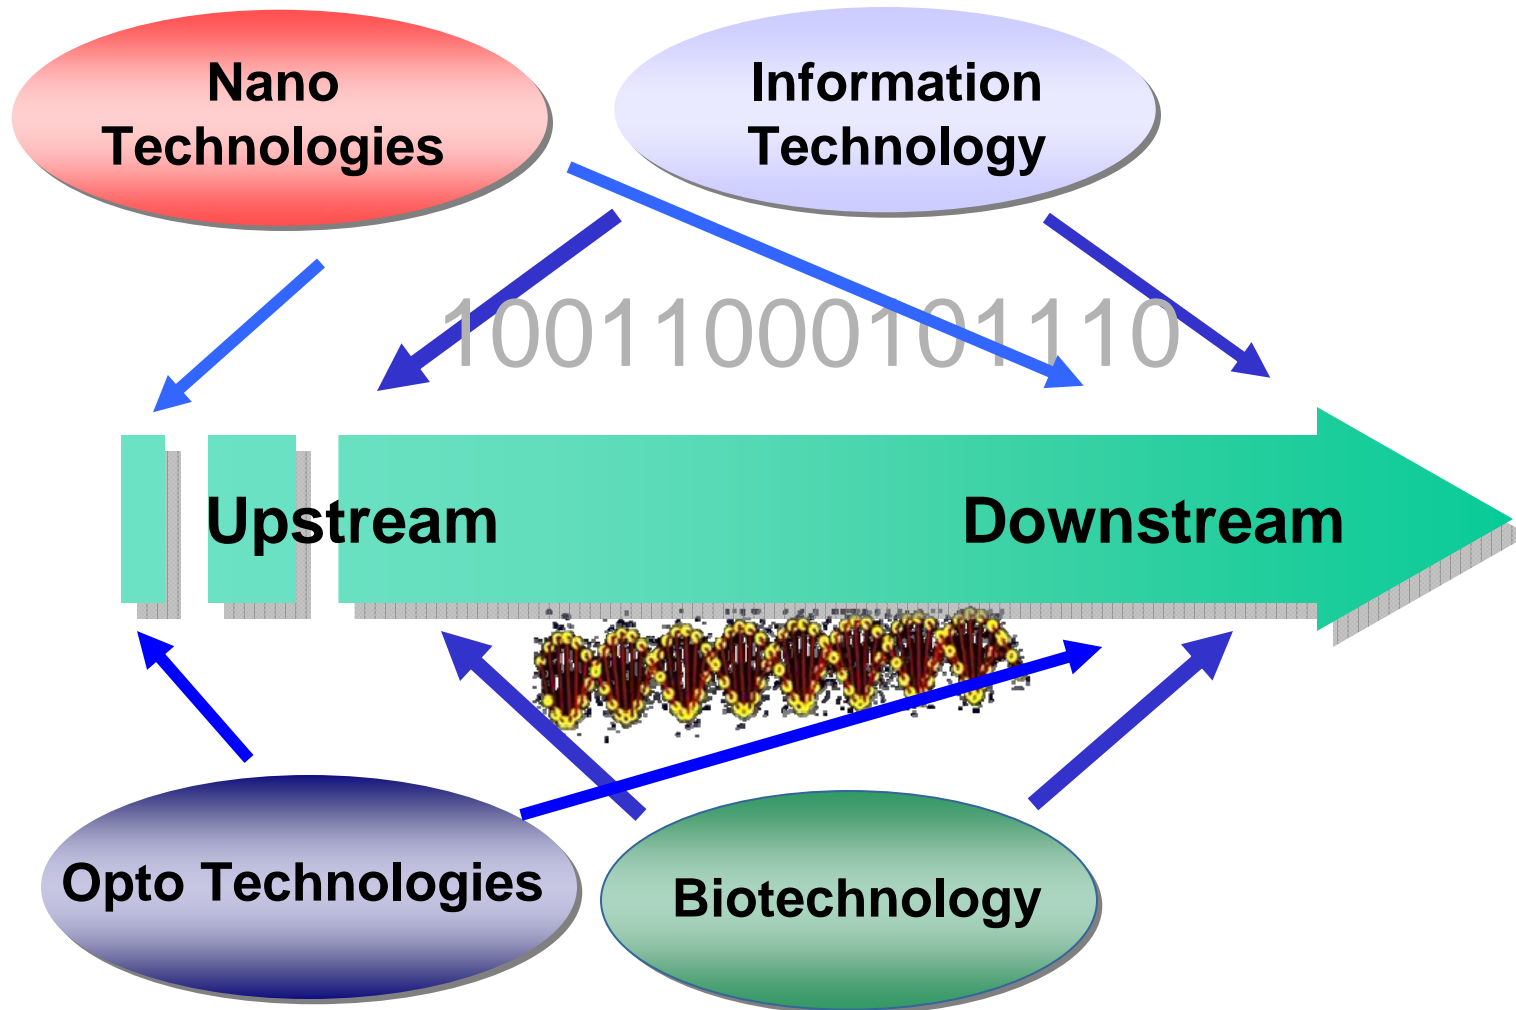 Nano
Technologies
Information
Technology
10011000101110
Upstream
Downstream
Opto Technologies
Biotechnology